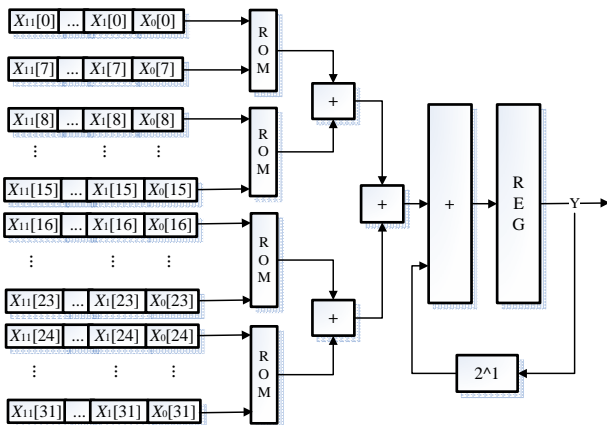 X11[0] ... X1[0] X0[0]
X11[7] ... X1[7] X0[7]
ROM
X11[8] ... X1[8] X0[8]
⋮ ⋮
X11[15] ... X1[15] X0[15]
ROM
+
X11[16] ... X1[16] X0[16]
⋮ ⋮
X11[23] ... X1[23] X0[23]
ROM
X11[24] ... X1[24] X0[24]
⋮ ⋮
X11[31] ... X1[31] X0[31]
ROM
+
+
+
REG
Y
2^1